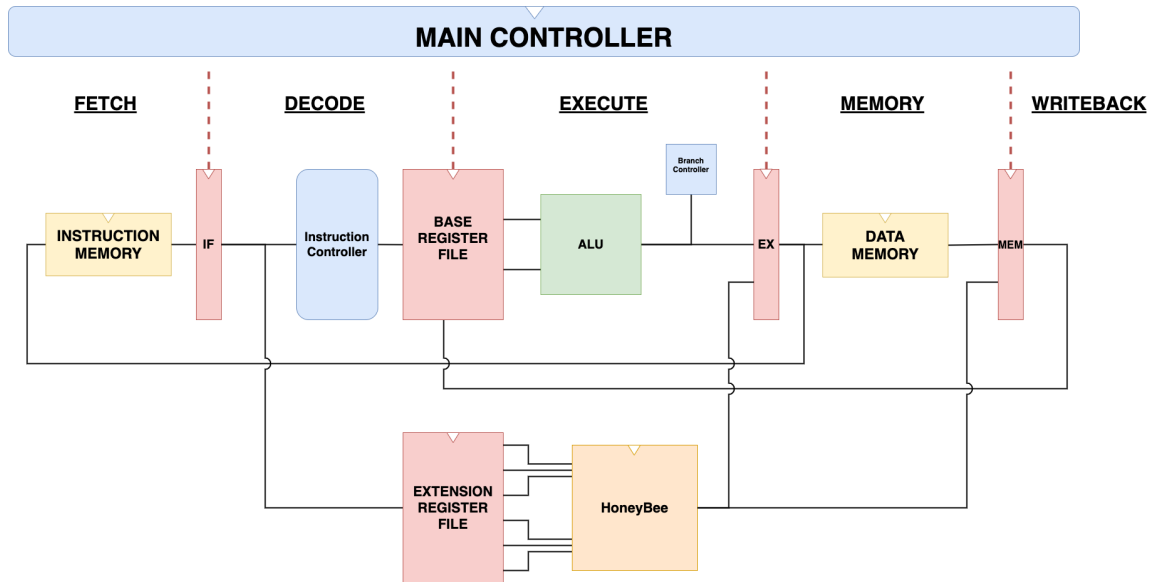 MAIN CONTROLLER
FETCH
DECODE
EXECUTE
MEMORY
WRITEBACK
Branch
Controller
INSTRUCTION
MEMORY
IF
Instruction
Controller
BASE
REGISTER
FILE
ALU
EX
DATA
MEMORY
MEM
EXTENSION
REGISTER
FILE
HoneyBee